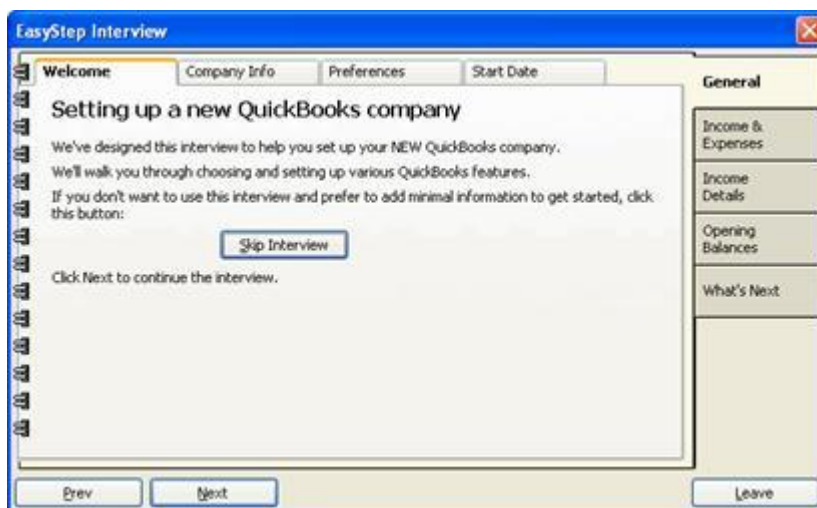 EasyStep Interview
Welcome
Company Info
Preferences
Start Date
General
Setting up a new QuickBooks company
Income &
Expenses
We've designed this interview to help you set up your NEW QuickBooks company.
We'll walk you through choosing and setting up various QuickBooks features.
Income
Details
If you don't want to use this interview and prefer to add minimal information to get started, click
this button:
Opening
Balances
Skip Interview
Click Next to continue the interview.
What's Next
Prev
Next
Leave